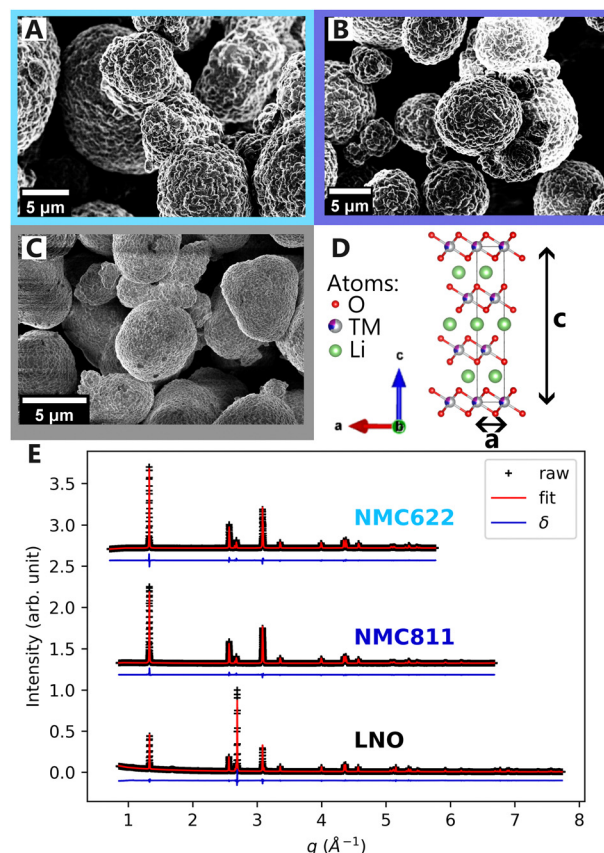 A
5 µm
B
5 µm
C
5 µm
D
Atoms:
O
TM
Li
c
a
b
c
a
E
Intensity (arb. unit)
3.5
3.0
2.5
2.0
1.5
1.0
0.5
0.0
raw
fit
δ
NMC622
NMC811
LNO
1 2 3 4 5 6 7 8
q (Å⁻¹)